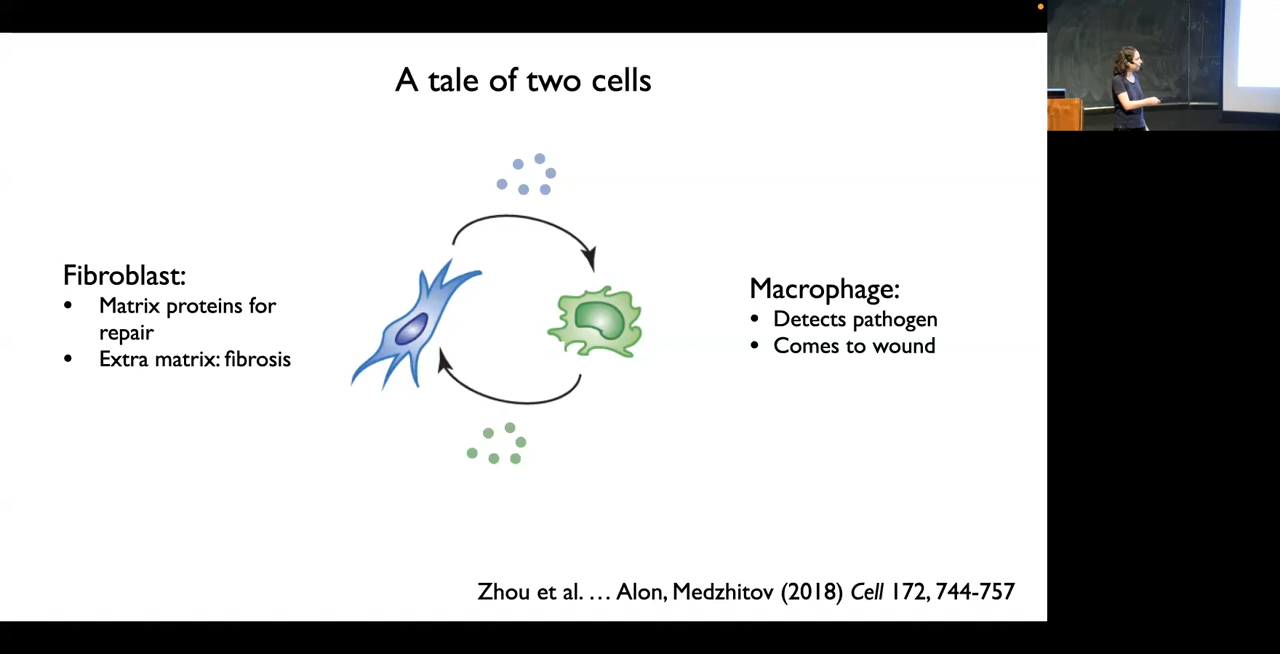 A tale of two cells
Fibroblast:
• Matrix proteins for
repair
• Extra matrix: fibrosis
Macrophage:
• Detects pathogen
• Comes to wound
Zhou et al. … Alon, Medzhitov (2018) Cell 172, 744-757